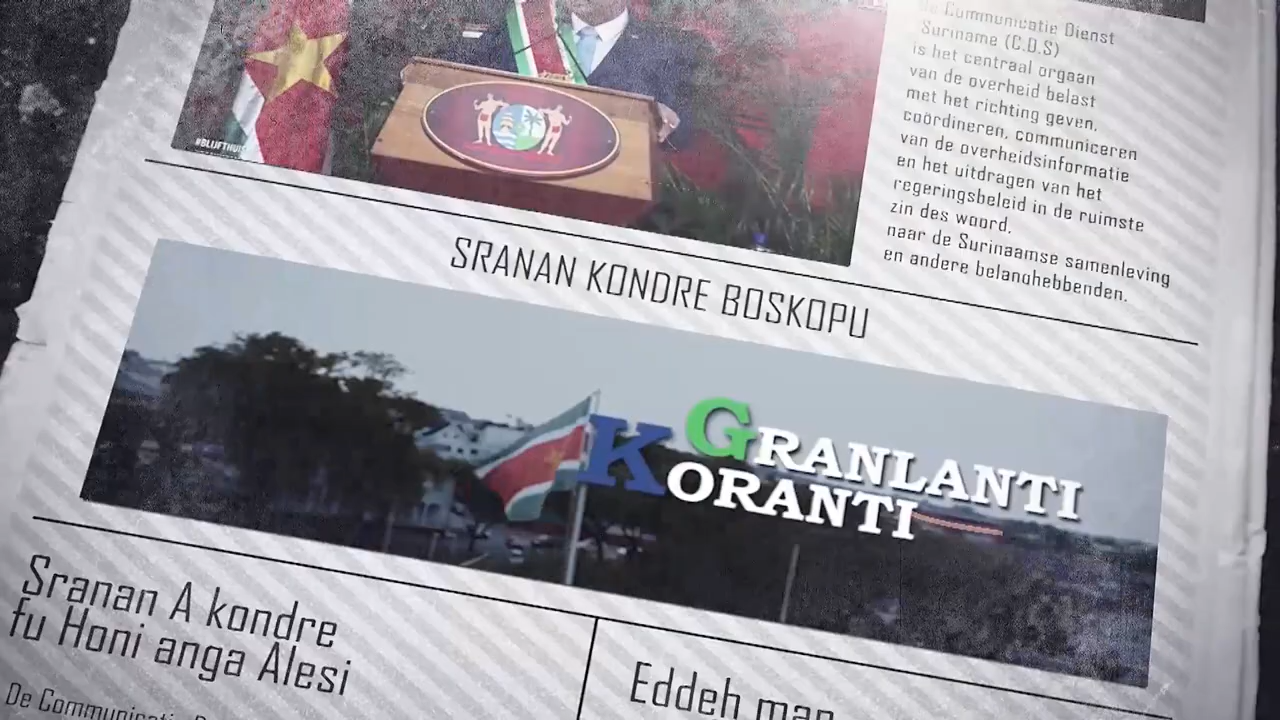 #BLIJFTHUIS
de Communicatie Dienst
Suriname (C.D.S)
is het centraal orgaan
van de overheid belast
met het richting geven,
coördineren, communiceren
van de overheidsinformatie
en het uitdragen van het
regeringsbeleid in de ruimste
zin des woord.
naar de Surinaamse samenleving
en andere belanghebbenden.
SRANAN KONDRE BOSKOPU
GRANLANTI
KORANTI
Sranan A kondre
fu Honi anga Alesi
De
Eddeh man